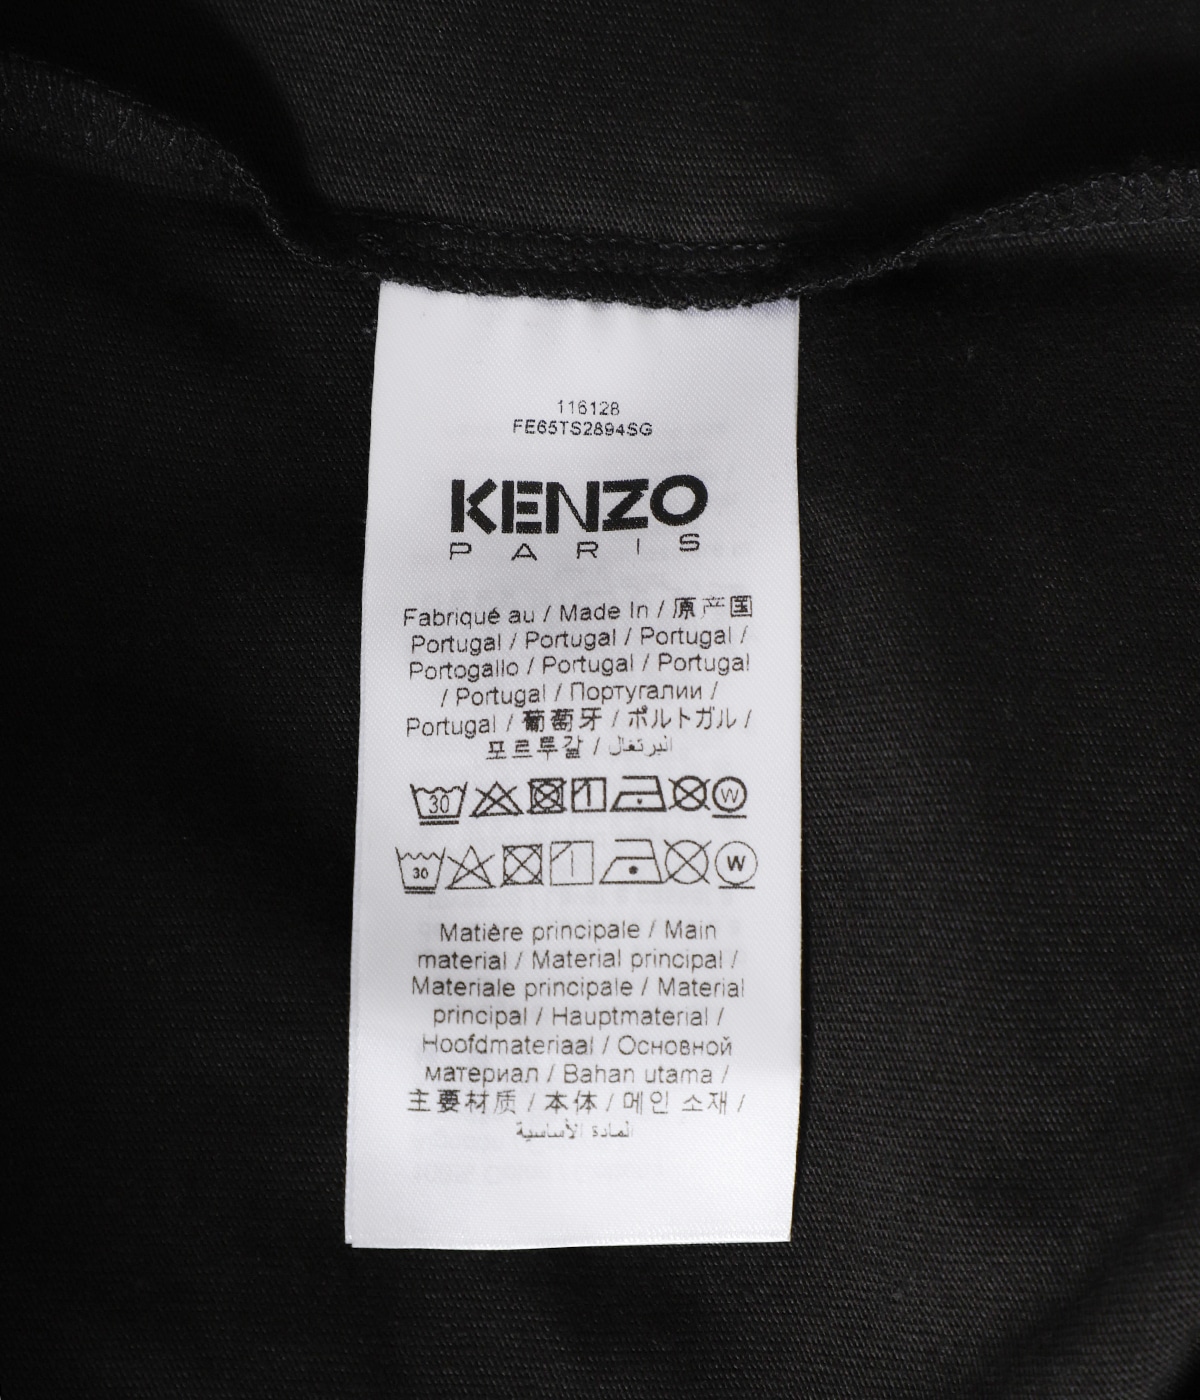 116128
FE65TS2894SG
KENZO
PARIS
Fabriqué au / Made In / 原产国
Portugal / Portugal / Portugal /
Portogallo / Portugal / Portugal
/ Portugal / Португалии /
Portugal / 葡萄牙 / ポルトガル /
포르투갈 / البرتغال
30 W
30 W
Matière principale / Main
material / Material principal /
Materiale principale / Material
principal / Hauptmaterial /
Hoofdmateriaal / Основной
материал / Bahan utama /
主要材质 / 本体 / 메인 소재 /
المادة الأساسية